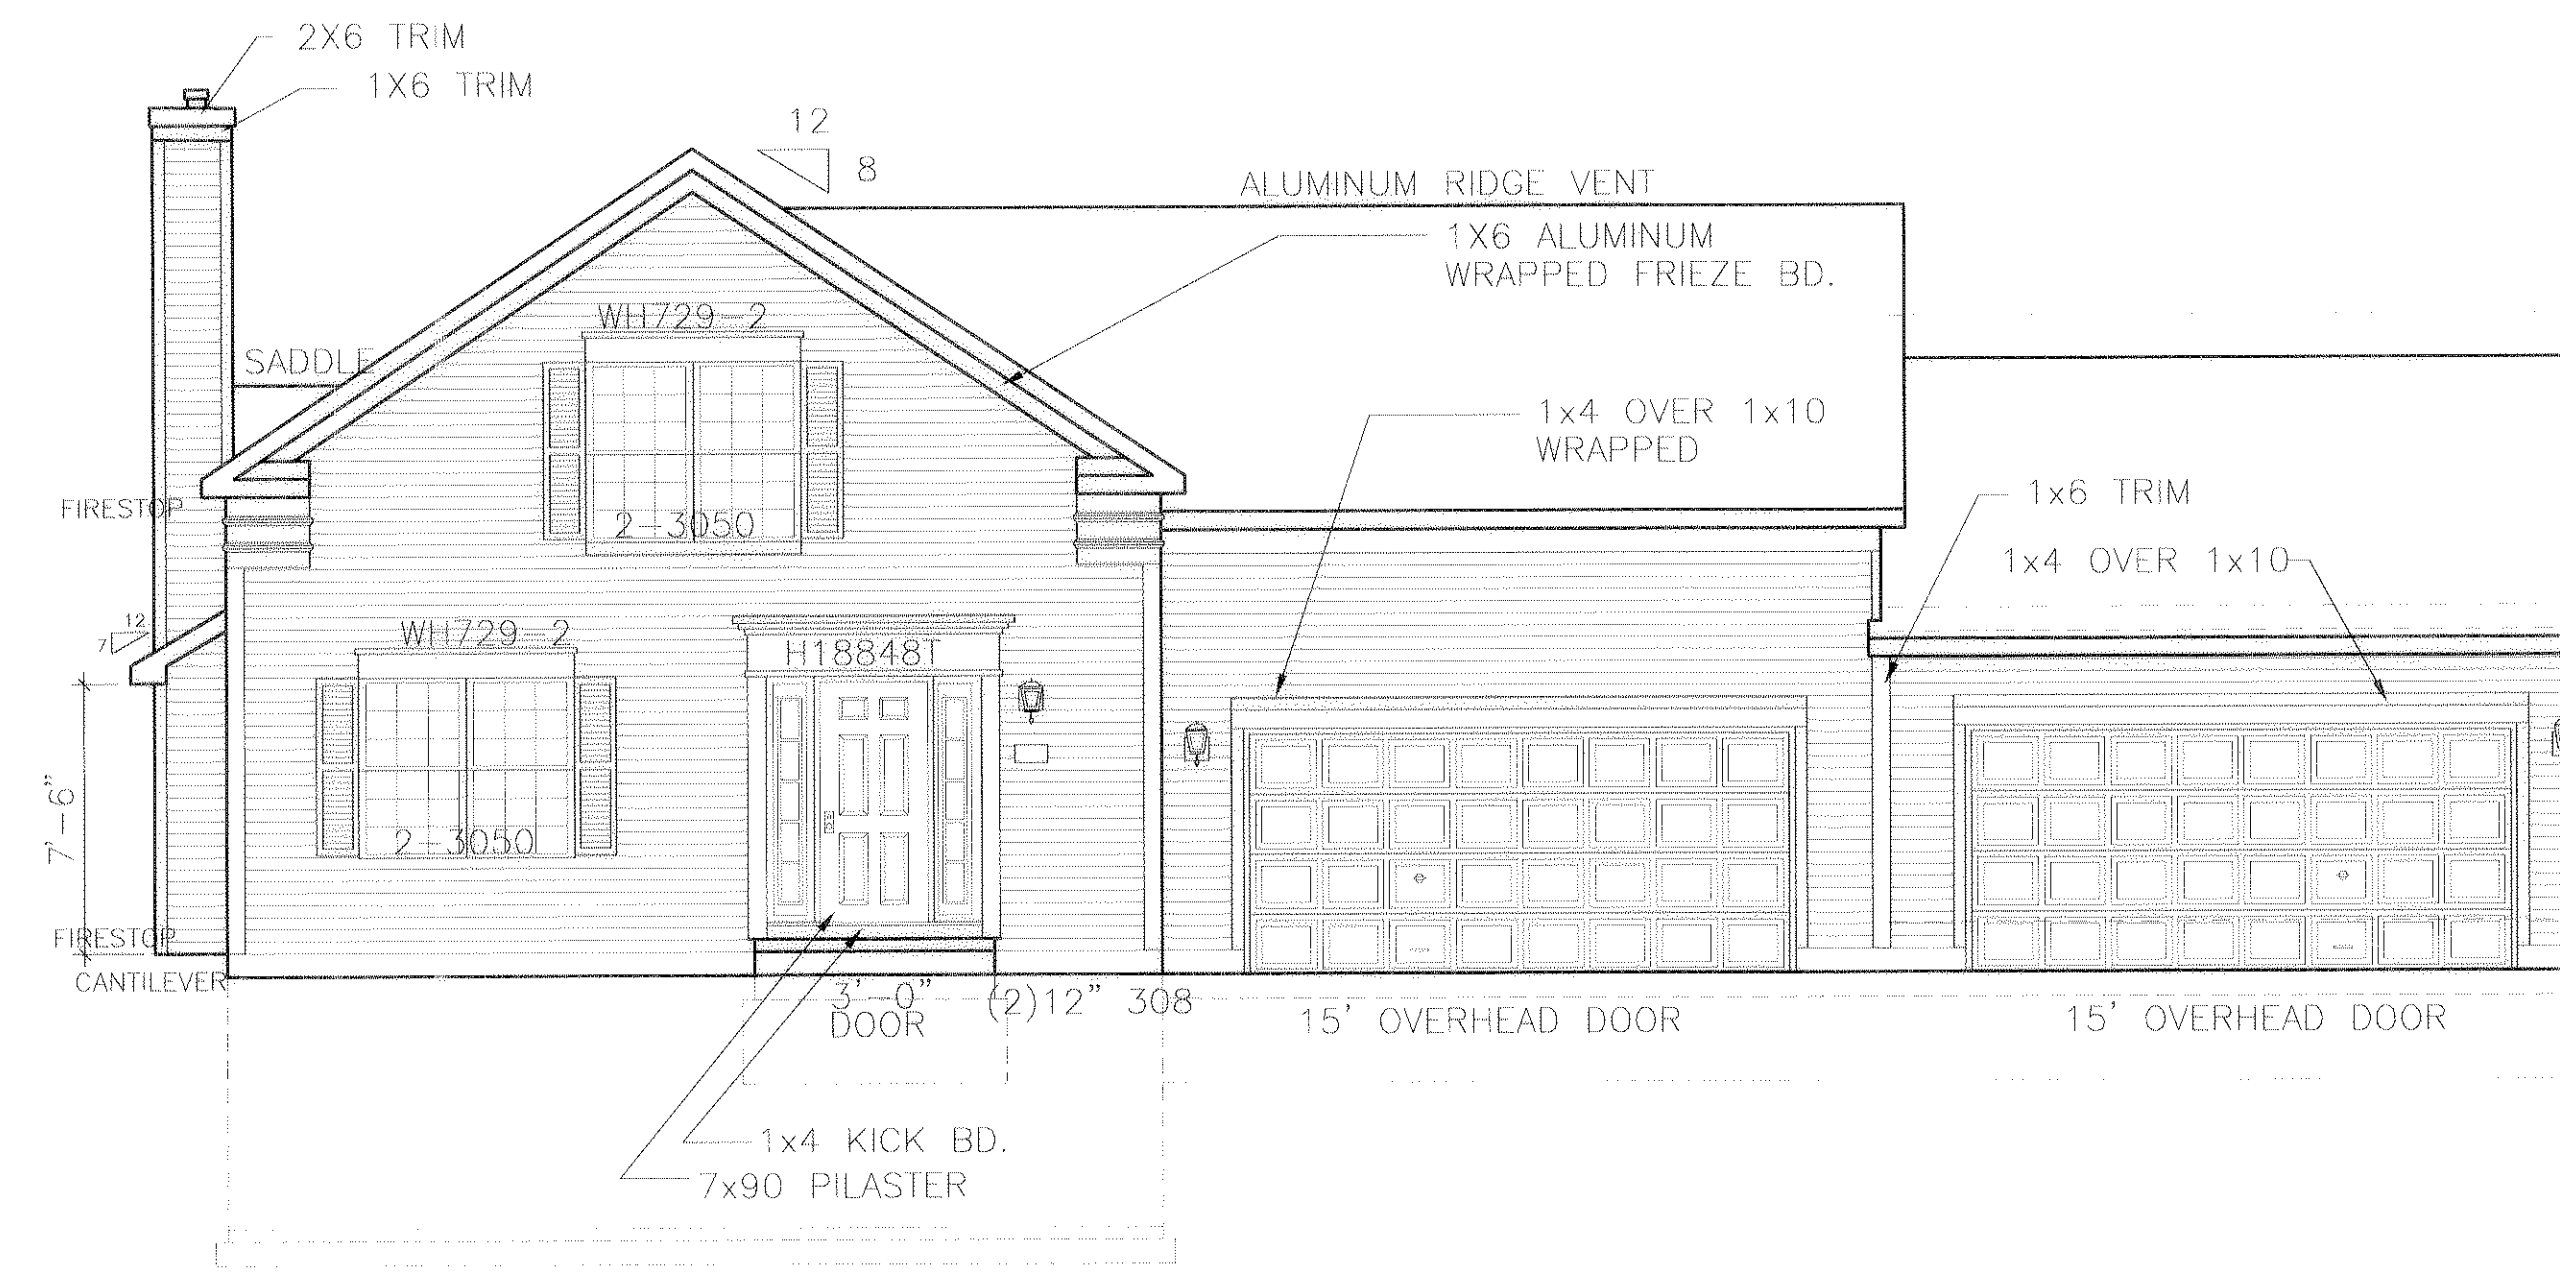 2X6 TRIM
1X6 TRIM
12
8
ALUMINUM RIDGE VENT
1X6 ALUMINUM
WRAPPED FRIEZE BD.
WH729-2
SADDLE
1x4 OVER 1x10
WRAPPED
1x6 TRIM
FIRESTOP
2-3050
1x4 OVER 1x10
12
7
WH729-2
H18848T
7'-6"
2-3050
FIRESTOP
CANTILEVER
3'-0"
DOOR
(2)12" 308
15' OVERHEAD DOOR
15' OVERHEAD DOOR
1x4 KICK BD.
7x90 PILASTER